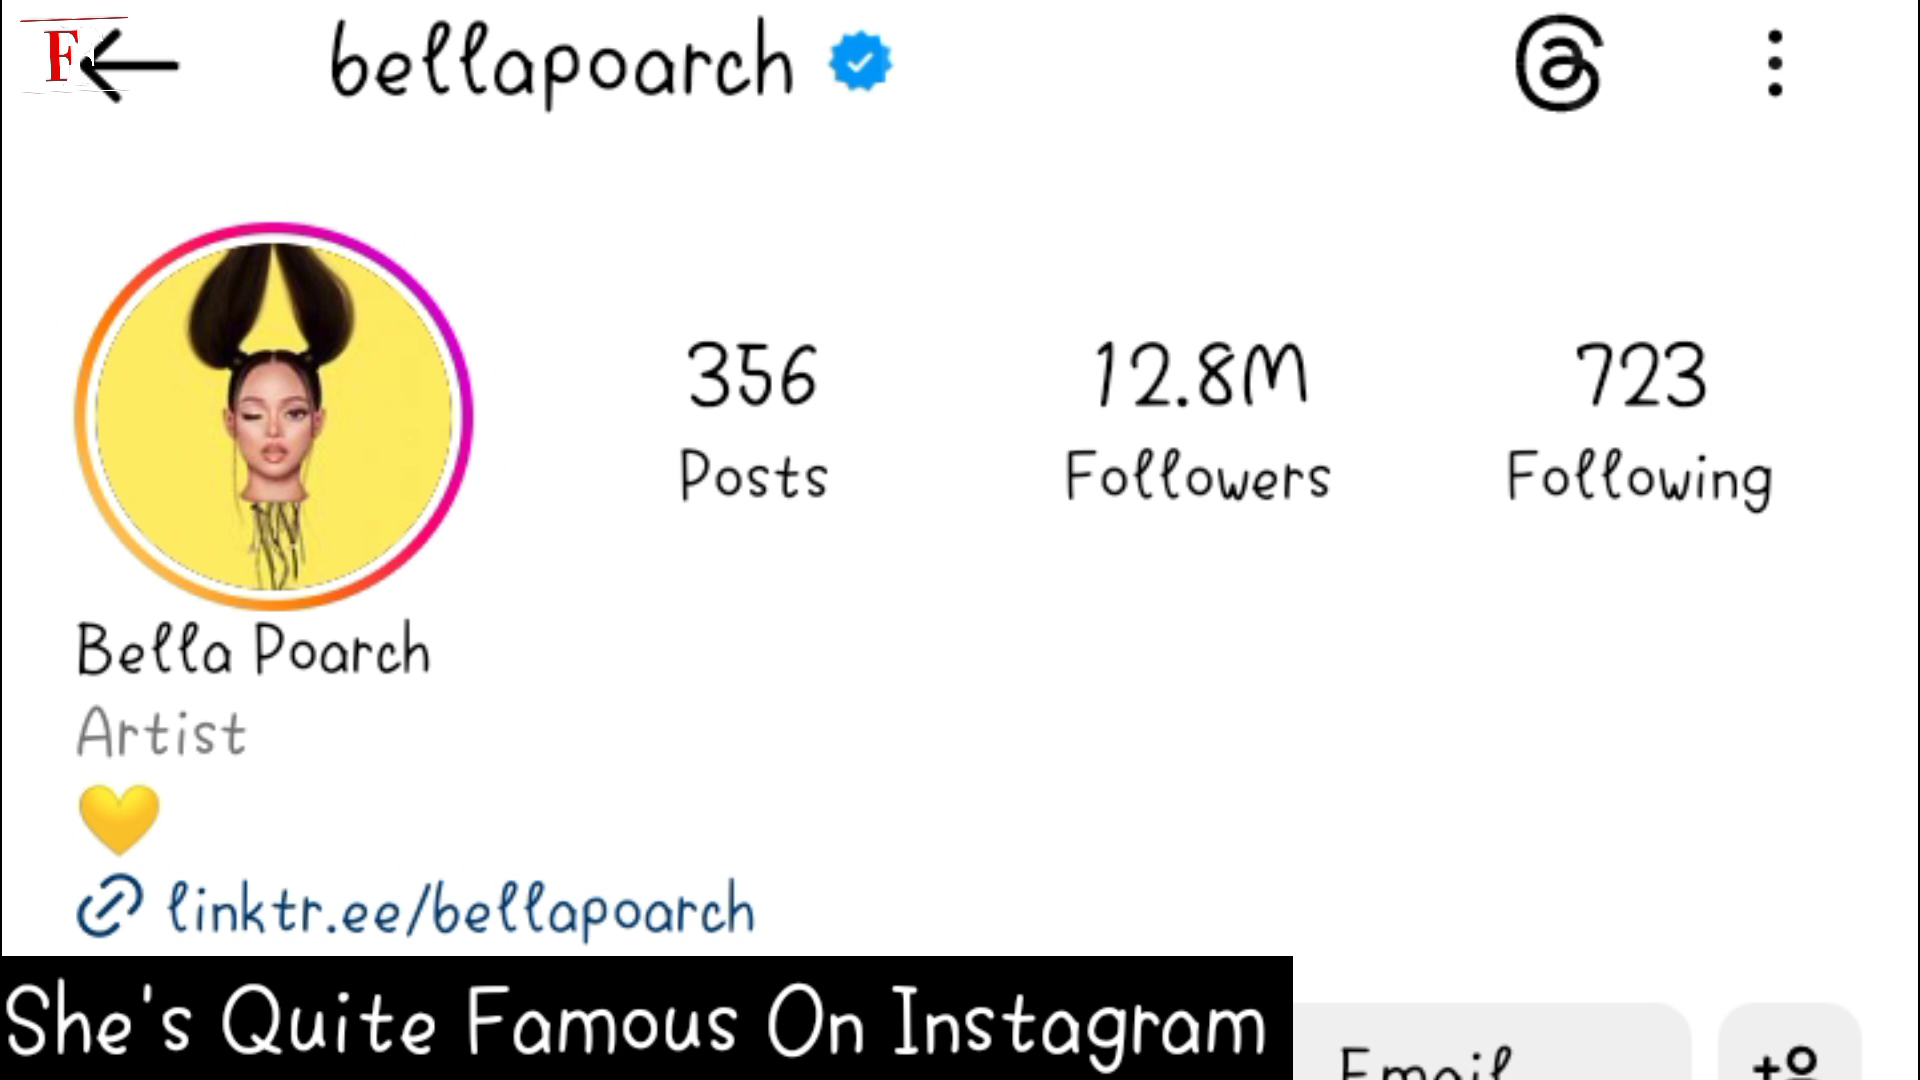 F
bellapoarch
356 12.8M 723
Posts Followers Following
Bella Poarch
Artist
linktr.ee/bellapoarch
She's Quite Famous On Instagram
Email